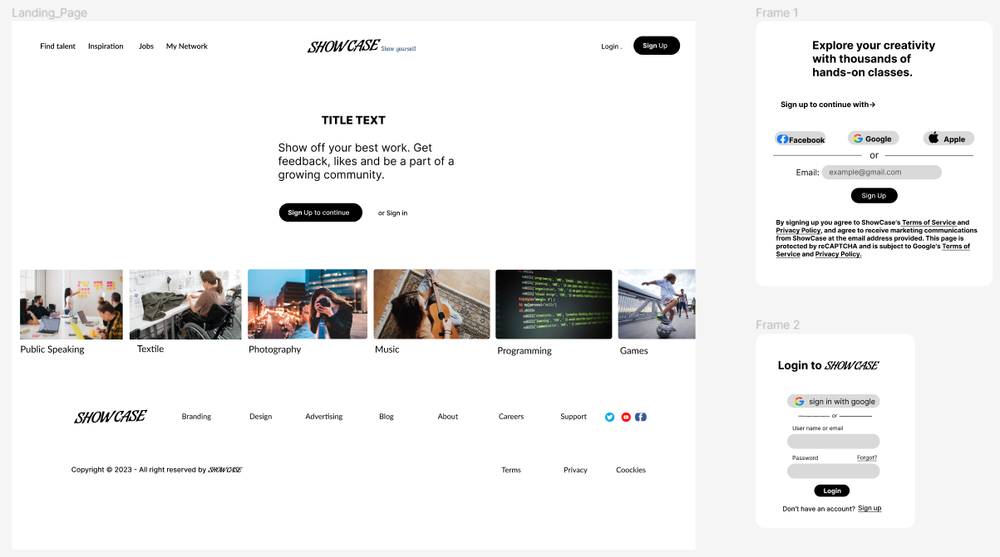 Landing_Page
Find talent Inspiration Jobs My Network
SHOWCASE Show yourself
Login . Sign Up
TITLE TEXT
Show off your best work. Get
feedback, likes and be a part of a
growing community.
Sign Up to continue or Sign in
Public Speaking Textile Photography Music Programming Games
SHOWCASE Branding Design Advertising Blog About Careers Support
Copyright © 2023 - All right reserved by SHOWCASE
Terms Privacy Coockies
Frame 1
Explore your creativity
with thousands of
hands-on classes.
Sign up to continue with→
Facebook Google Apple
or
Email: example@gmail.com
Sign Up
By signing up you agree to ShowCase's Terms of Service and
Privacy Policy, and agree to receive marketing communications
from ShowCase at the email address provided. This page is
protected by reCAPTCHA and is subject to Google's Terms of
Service and Privacy Policy.
Frame 2
Login to SHOWCASE
sign in with google
or
User name or email
Password Forgot?
Login
Don't have an account? Sign up